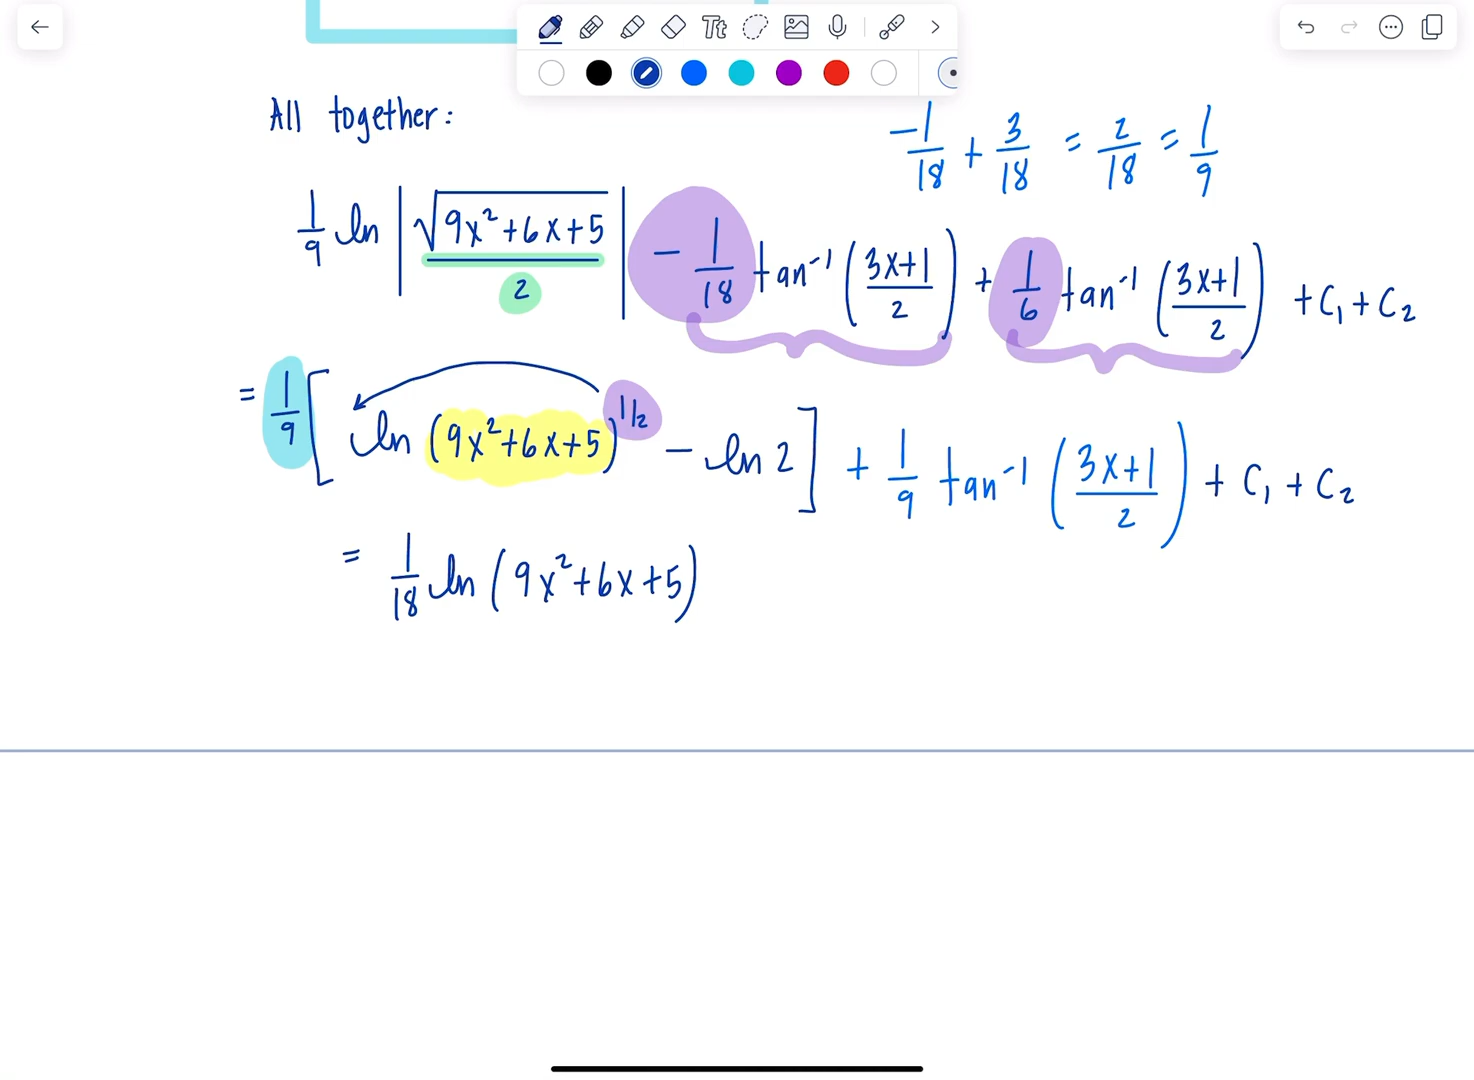 All together:
-1/18 + 3/18 = 2/18 = 1/9
1/9 ln |√(9x²+6x+5)/2| - 1/18 tan⁻¹((3x+1)/2) + 1/6 tan⁻¹((3x+1)/2) + C₁ + C₂
= 1/9 [ ln (9x²+6x+5)^1/2 - ln 2 ] + 1/9 tan⁻¹((3x+1)/2) + C₁ + C₂
= 1/18 ln (9x²+6x+5)